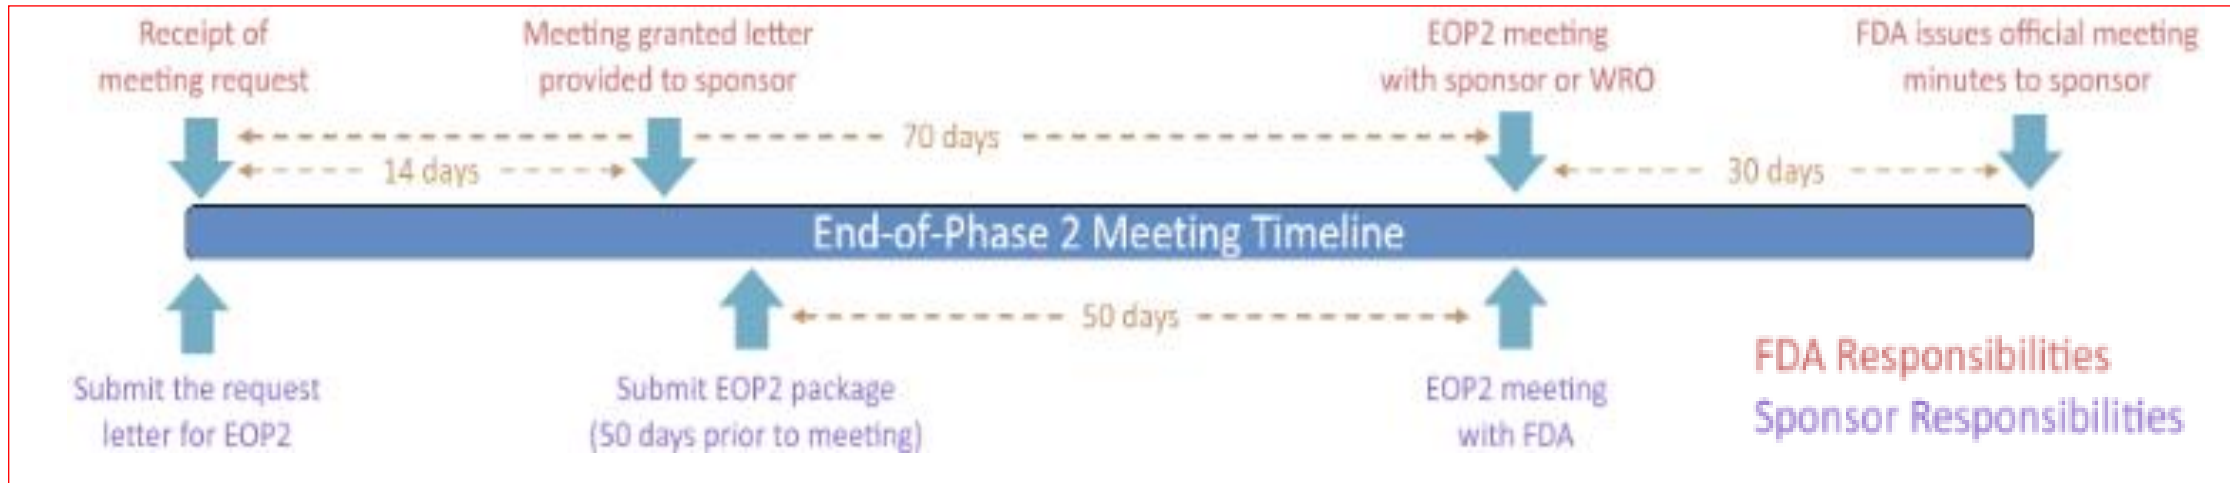 Receipt of
meeting request
Meeting granted letter
provided to sponsor
EOP2 meeting
with sponsor or WRO
FDA issues official meeting
minutes to sponsor
70 days
14 days
30 days
End-of-Phase 2 Meeting Timeline
50 days
Submit the request
letter for EOP2
Submit EOP2 package
(50 days prior to meeting)
EOP2 meeting
with FDA
FDA Responsibilities
Sponsor Responsibilities